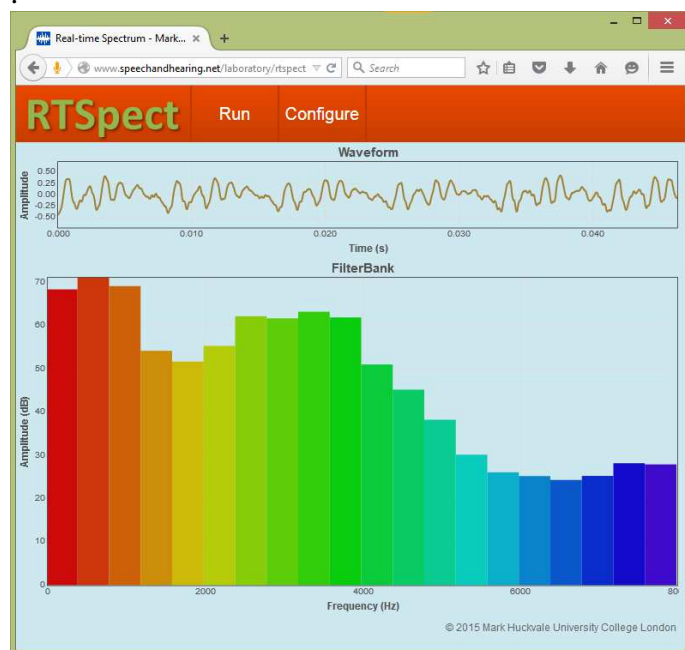 .
Real-time Spectrum - Mark... × +
www.speechandhearing.net/laboratory/rtspect Search
RTSpect Run Configure
Waveform
Amplitude
0.50
0.25
0.00
-0.25
-0.50
0.000 0.010 0.020 0.030 0.040
Time (s)
FilterBank
Amplitude (dB)
70
60
50
40
30
20
10
0
0 2000 4000 6000 800
Frequency (Hz)
© 2015 Mark Huckvale University College London